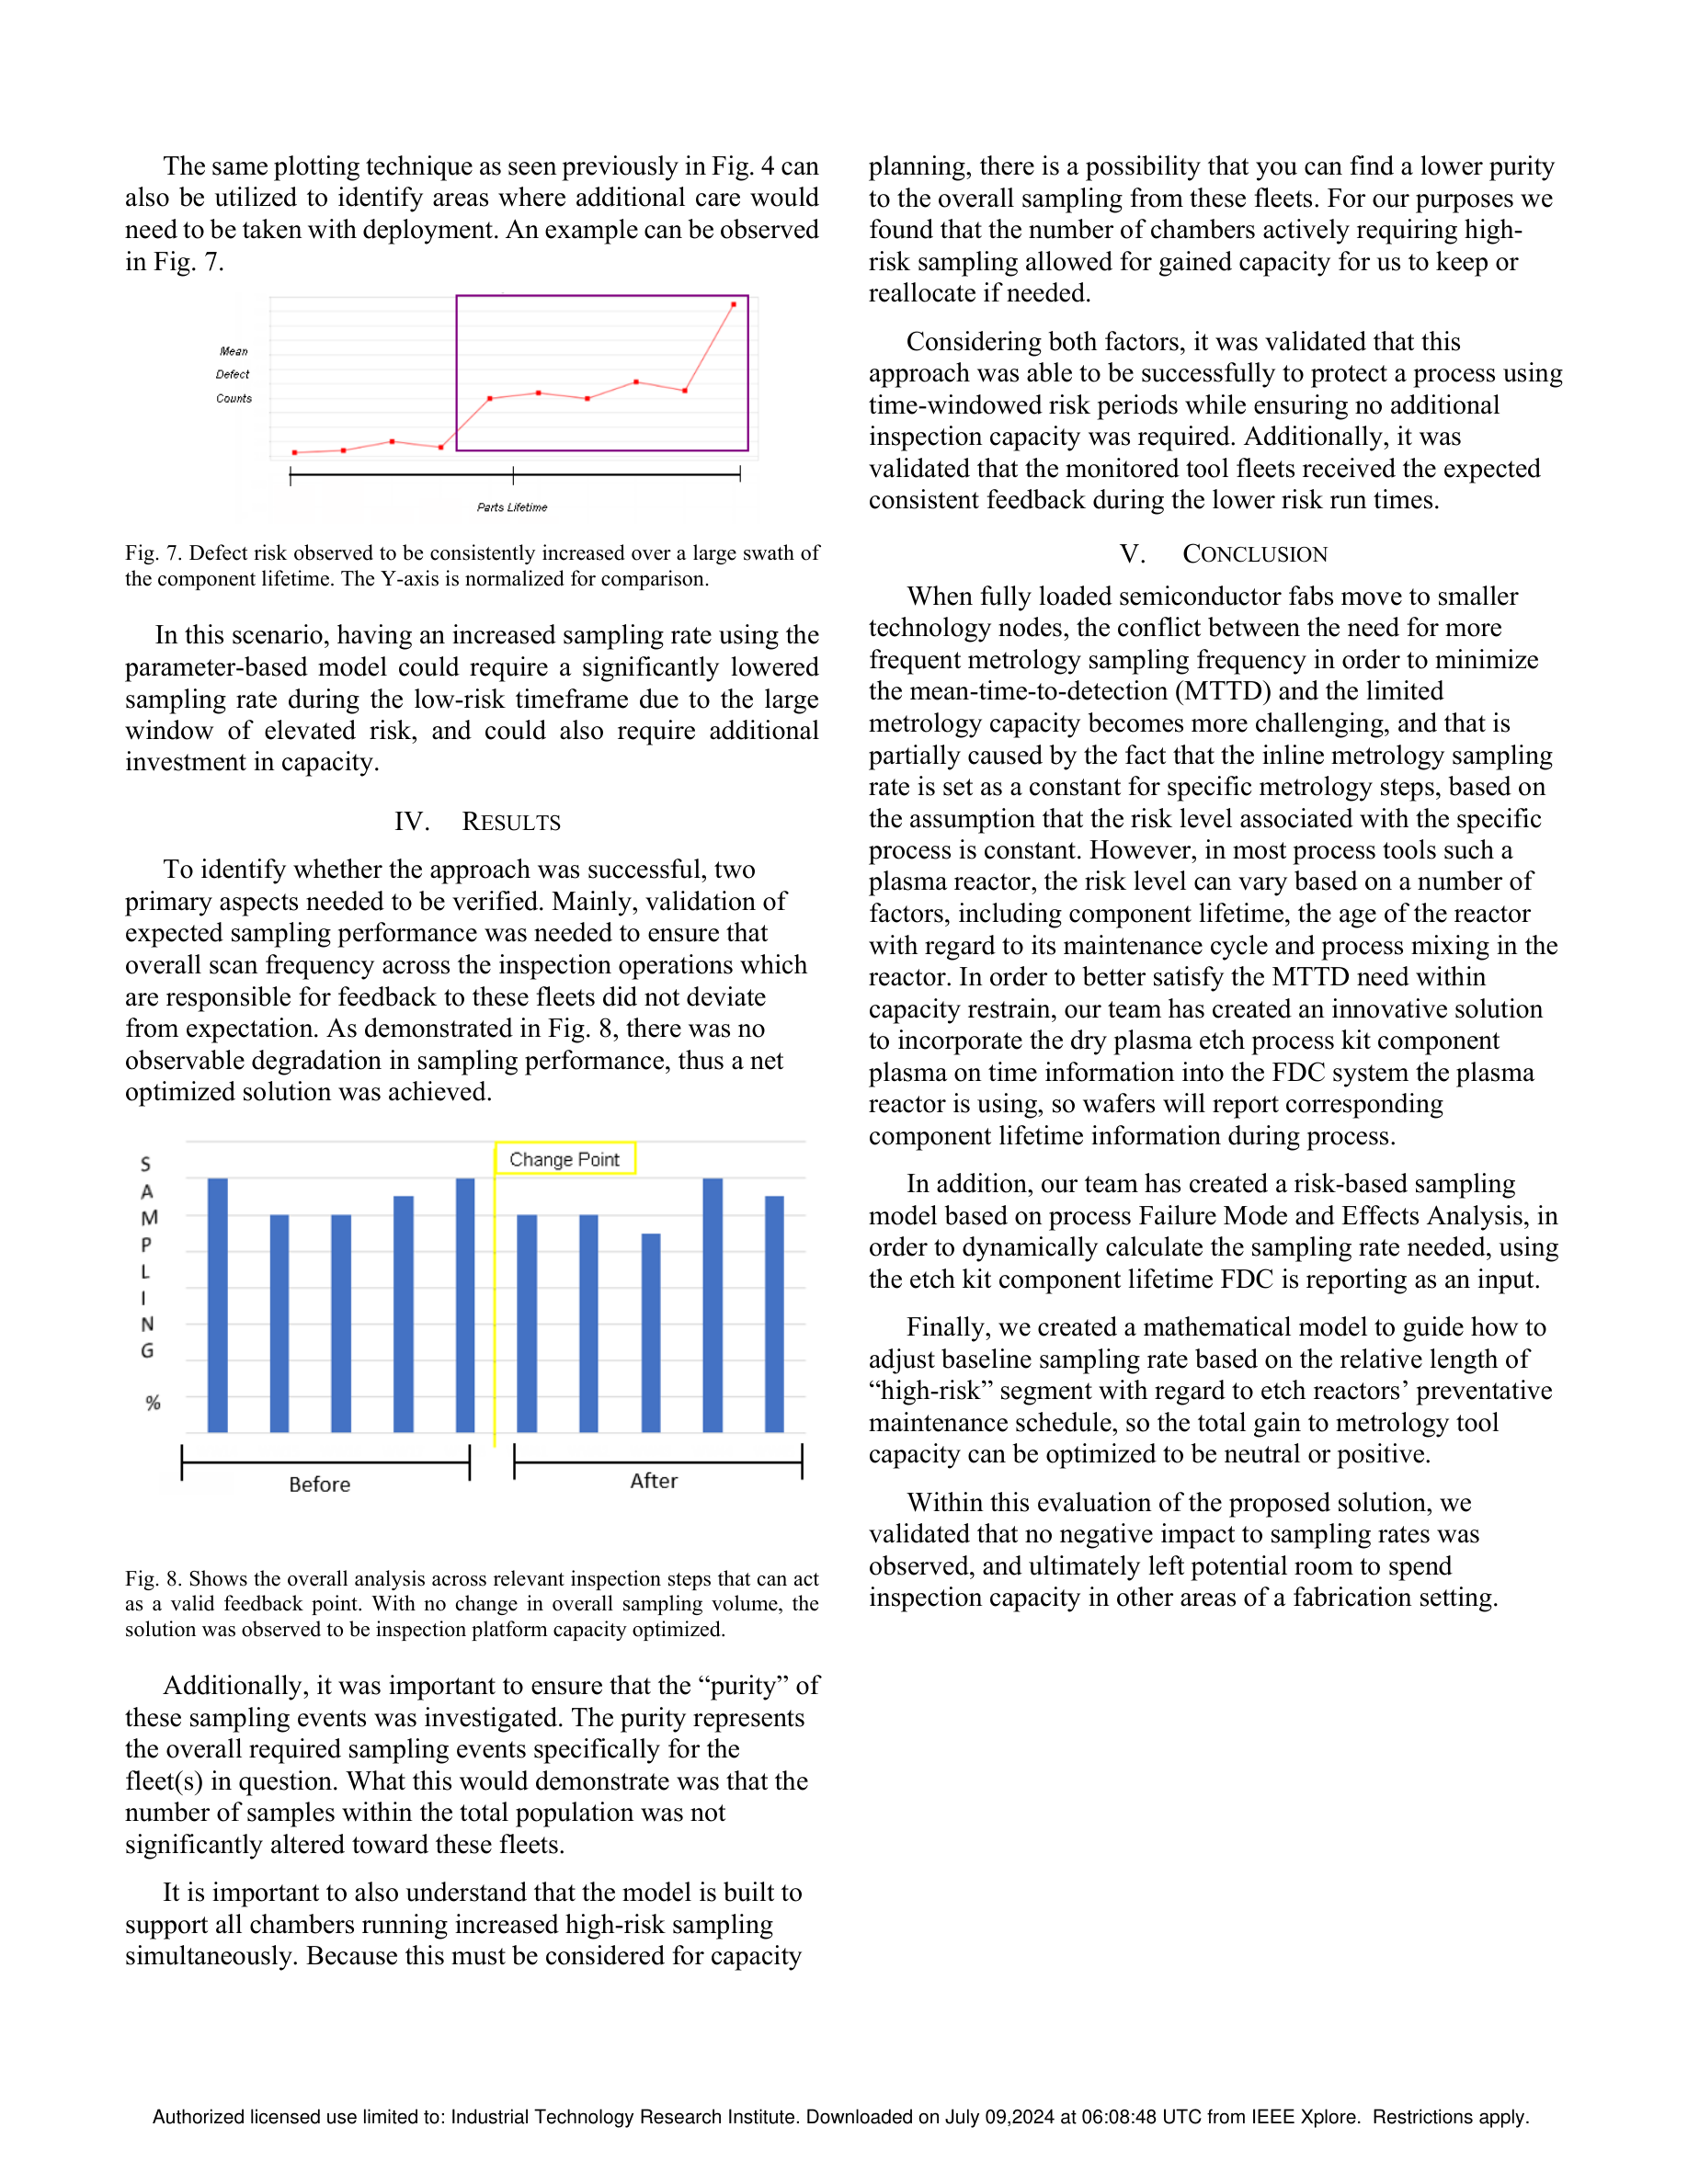 The same plotting technique as seen previously in Fig. 4 can
also be utilized to identify areas where additional care would
need to be taken with deployment. An example can be observed
in Fig. 7.
Mean
Defect
Counts
Parts Lifetime
Fig. 7. Defect risk observed to be consistently increased over a large swath of
the component lifetime. The Y-axis is normalized for comparison.
In this scenario, having an increased sampling rate using the
parameter-based model could require a significantly lowered
sampling rate during the low-risk timeframe due to the large
window of elevated risk, and could also require additional
investment in capacity.
IV. RESULTS
To identify whether the approach was successful, two
primary aspects needed to be verified. Mainly, validation of
expected sampling performance was needed to ensure that
overall scan frequency across the inspection operations which
are responsible for feedback to these fleets did not deviate
from expectation. As demonstrated in Fig. 8, there was no
observable degradation in sampling performance, thus a net
optimized solution was achieved.
S
A
M
P
L
I
N
G
%
Change Point
Before
After
Fig. 8. Shows the overall analysis across relevant inspection steps that can act
as a valid feedback point. With no change in overall sampling volume, the
solution was observed to be inspection platform capacity optimized.
Additionally, it was important to ensure that the “purity” of
these sampling events was investigated. The purity represents
the overall required sampling events specifically for the
fleet(s) in question. What this would demonstrate was that the
number of samples within the total population was not
significantly altered toward these fleets.
It is important to also understand that the model is built to
support all chambers running increased high-risk sampling
simultaneously. Because this must be considered for capacity
planning, there is a possibility that you can find a lower purity
to the overall sampling from these fleets. For our purposes we
found that the number of chambers actively requiring high-
risk sampling allowed for gained capacity for us to keep or
reallocate if needed.
Considering both factors, it was validated that this
approach was able to be successfully to protect a process using
time-windowed risk periods while ensuring no additional
inspection capacity was required. Additionally, it was
validated that the monitored tool fleets received the expected
consistent feedback during the lower risk run times.
V. CONCLUSION
When fully loaded semiconductor fabs move to smaller
technology nodes, the conflict between the need for more
frequent metrology sampling frequency in order to minimize
the mean-time-to-detection (MTTD) and the limited
metrology capacity becomes more challenging, and that is
partially caused by the fact that the inline metrology sampling
rate is set as a constant for specific metrology steps, based on
the assumption that the risk level associated with the specific
process is constant. However, in most process tools such a
plasma reactor, the risk level can vary based on a number of
factors, including component lifetime, the age of the reactor
with regard to its maintenance cycle and process mixing in the
reactor. In order to better satisfy the MTTD need within
capacity restrain, our team has created an innovative solution
to incorporate the dry plasma etch process kit component
plasma on time information into the FDC system the plasma
reactor is using, so wafers will report corresponding
component lifetime information during process.
In addition, our team has created a risk-based sampling
model based on process Failure Mode and Effects Analysis, in
order to dynamically calculate the sampling rate needed, using
the etch kit component lifetime FDC is reporting as an input.
Finally, we created a mathematical model to guide how to
adjust baseline sampling rate based on the relative length of
“high-risk” segment with regard to etch reactors’ preventative
maintenance schedule, so the total gain to metrology tool
capacity can be optimized to be neutral or positive.
Within this evaluation of the proposed solution, we
validated that no negative impact to sampling rates was
observed, and ultimately left potential room to spend
inspection capacity in other areas of a fabrication setting.
Authorized licensed use limited to: Industrial Technology Research Institute. Downloaded on July 09,2024 at 06:08:48 UTC from IEEE Xplore. Restrictions apply.